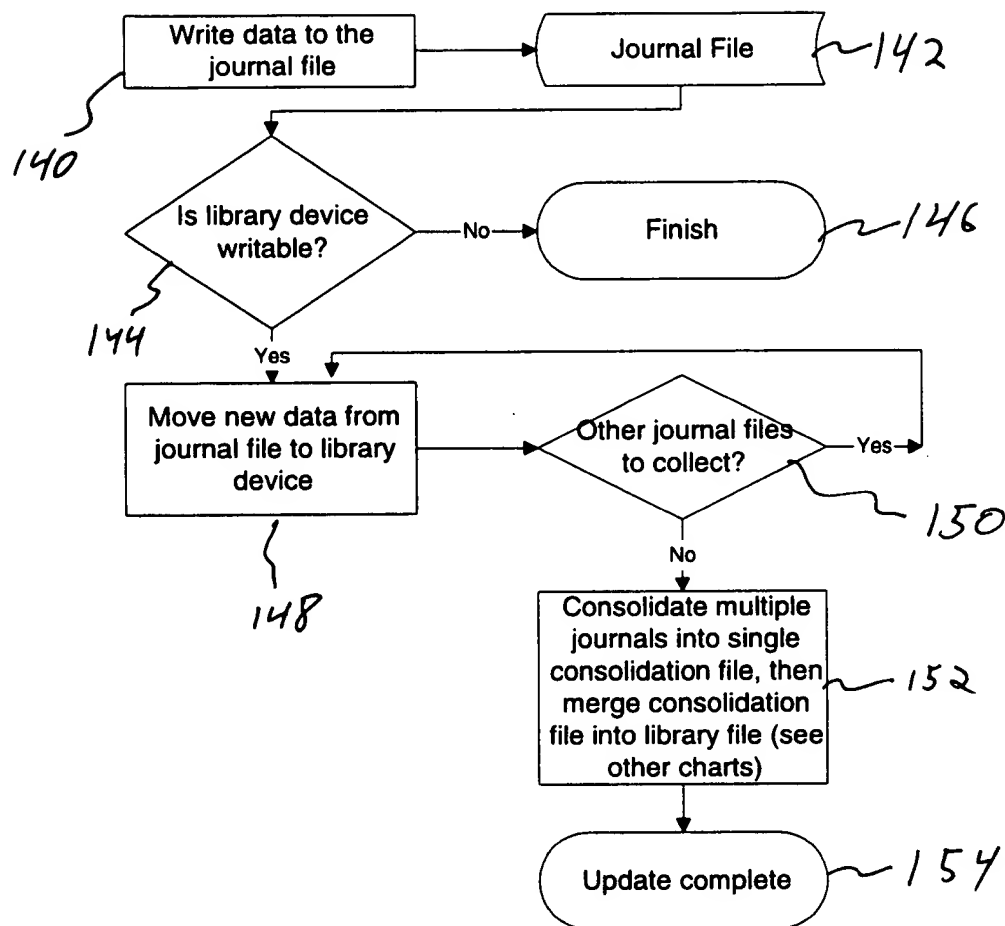 Write data to the
journal file
Journal File
142
140
Is library device
writable?
No
Finish
146
144
Yes
Move new data from
journal file to library
device
Other journal files
to collect?
Yes
150
148
No
Consolidate multiple
journals into single
consolidation file, then
merge consolidation
file into library file (see
other charts)
152
Update complete
154